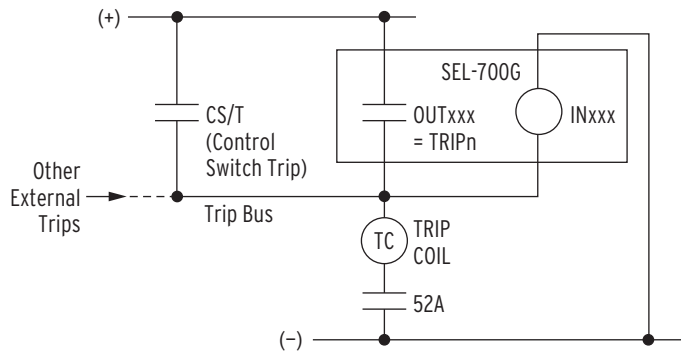 (+)
SEL-700G
CS/T
(Control
Switch Trip)
OUTxxx
= TRIPn
INxxx
Other
External
Trips
Trip Bus
TC
TRIP
COIL
52A
(–)